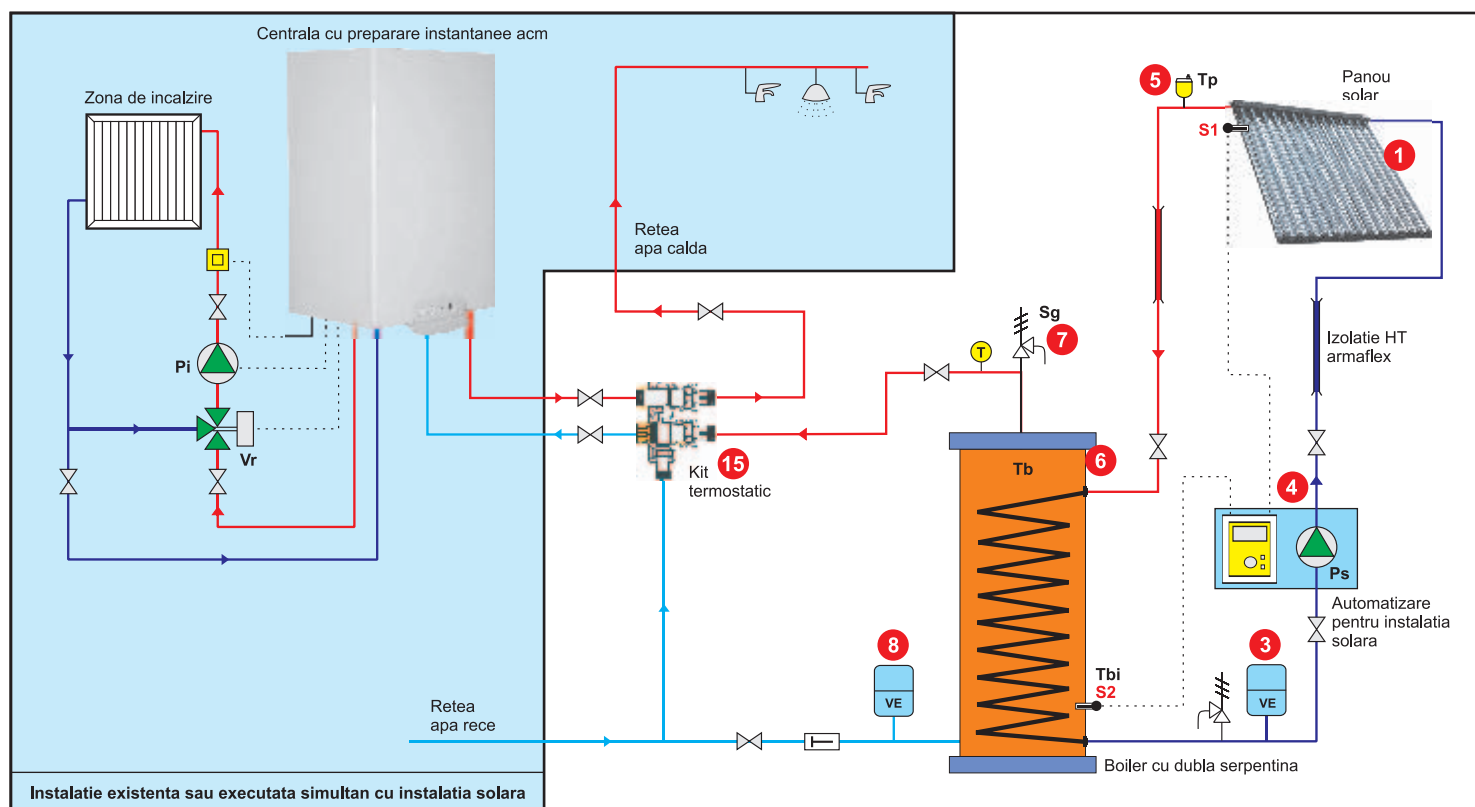 Centrala cu preparare instantanee acm
Zona de incalzire
5
Tp
Panou
solar
S1
1
Retea
apa calda
Sg
7
T
Izolatie HT
armaflex
Pi
Vr
15
Kit
termostatic
Tb
6
4
Ps
Automatizare
pentru instalatia
solara
8
VE
Tbi
S2
3
VE
Retea
apa rece
Boiler cu dubla serpentina
Instalatie existenta sau executata simultan cu instalatia solara